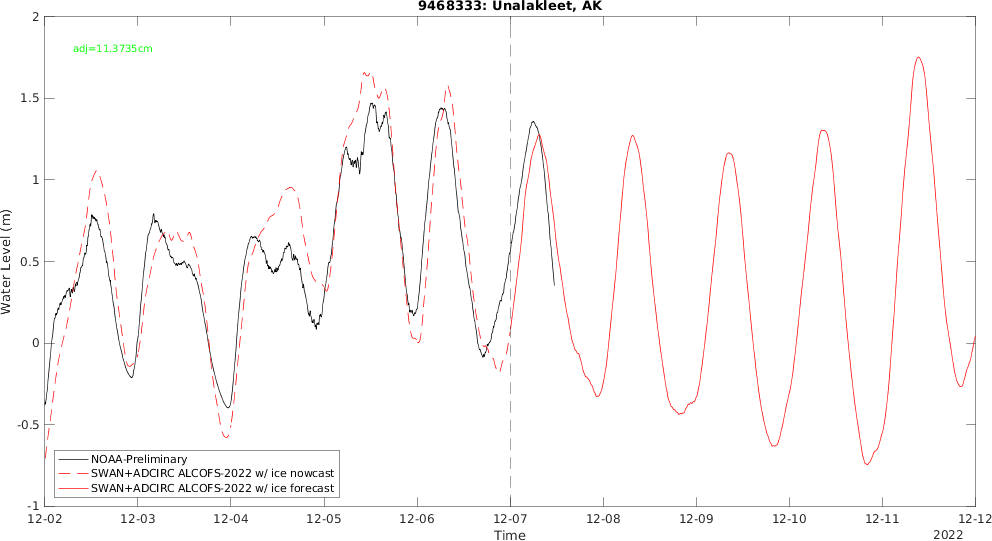 9468333: Unalakleet, AK
adj=11.3735cm
Water Level (m)
2
1.5
1
0.5
0
-0.5
-1
NOAA-Preliminary
SWAN+ADCIRC ALCOFS-2022 w/ ice nowcast
SWAN+ADCIRC ALCOFS-2022 w/ ice forecast
12-02 12-03 12-04 12-05 12-06 12-07 12-08 12-09 12-10 12-11 12-12
Time
2022